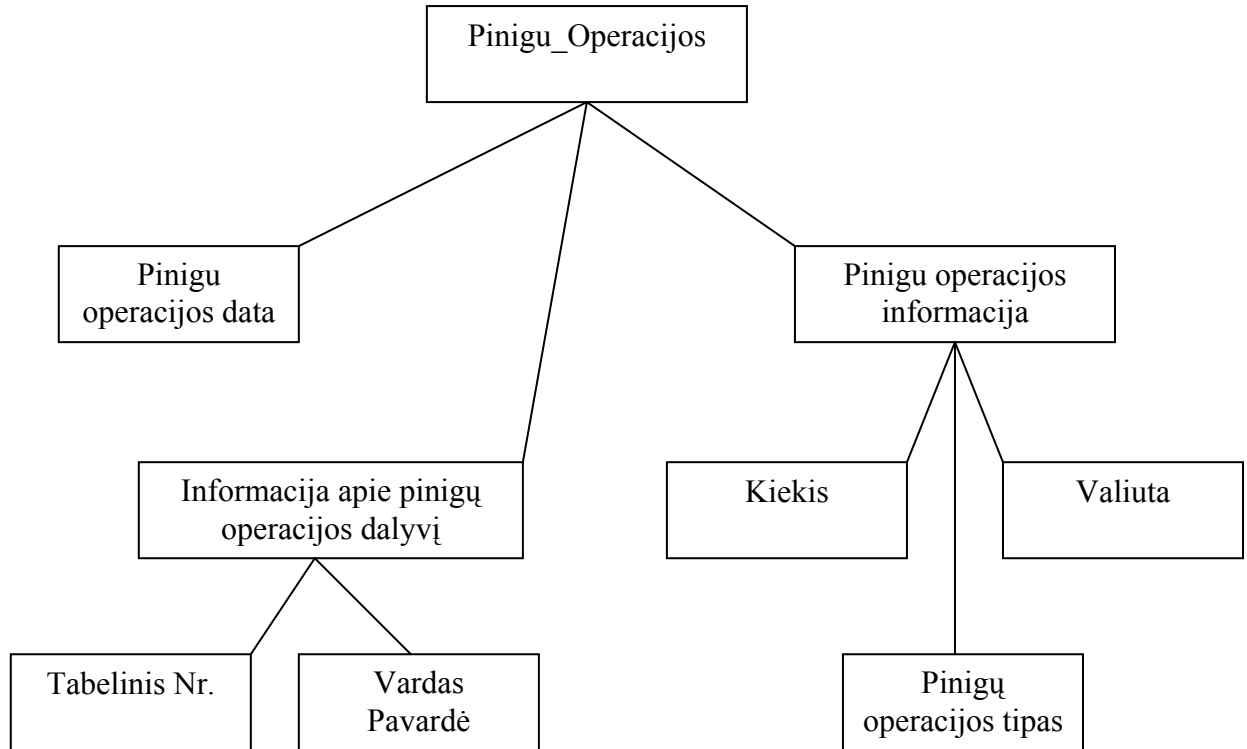 Pinigu_Operacijos
Pinigu
operacijos data
Pinigu operacijos
informacija
Informacija apie pinigų
operacijos dalyvį
Kiekis
Valiuta
Tabelinis Nr.
Vardas
Pavardė
Pinigų
operacijos tipas